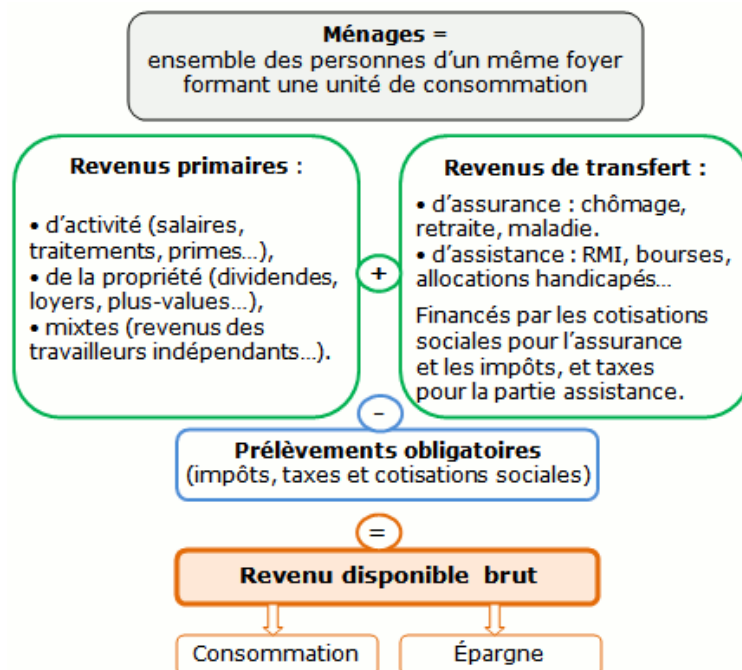 Ménages =
ensemble des personnes d'un même foyer
formant une unité de consommation
Revenus primaires :
• d'activité (salaires,
traitements, primes...),
• de la propriété (dividendes,
loyers, plus-values...),
• mixtes (revenus des
travailleurs indépendants...).
+
Revenus de transfert :
• d'assurance : chômage,
retraite, maladie.
• d'assistance : RMI, bourses,
allocations handicapés...
Financés par les cotisations
sociales pour l'assurance
et les impôts, et taxes
pour la partie assistance.
-
Prélèvements obligatoires
(impôts, taxes et cotisations sociales)
=
Revenu disponible brut
Consommation
Épargne